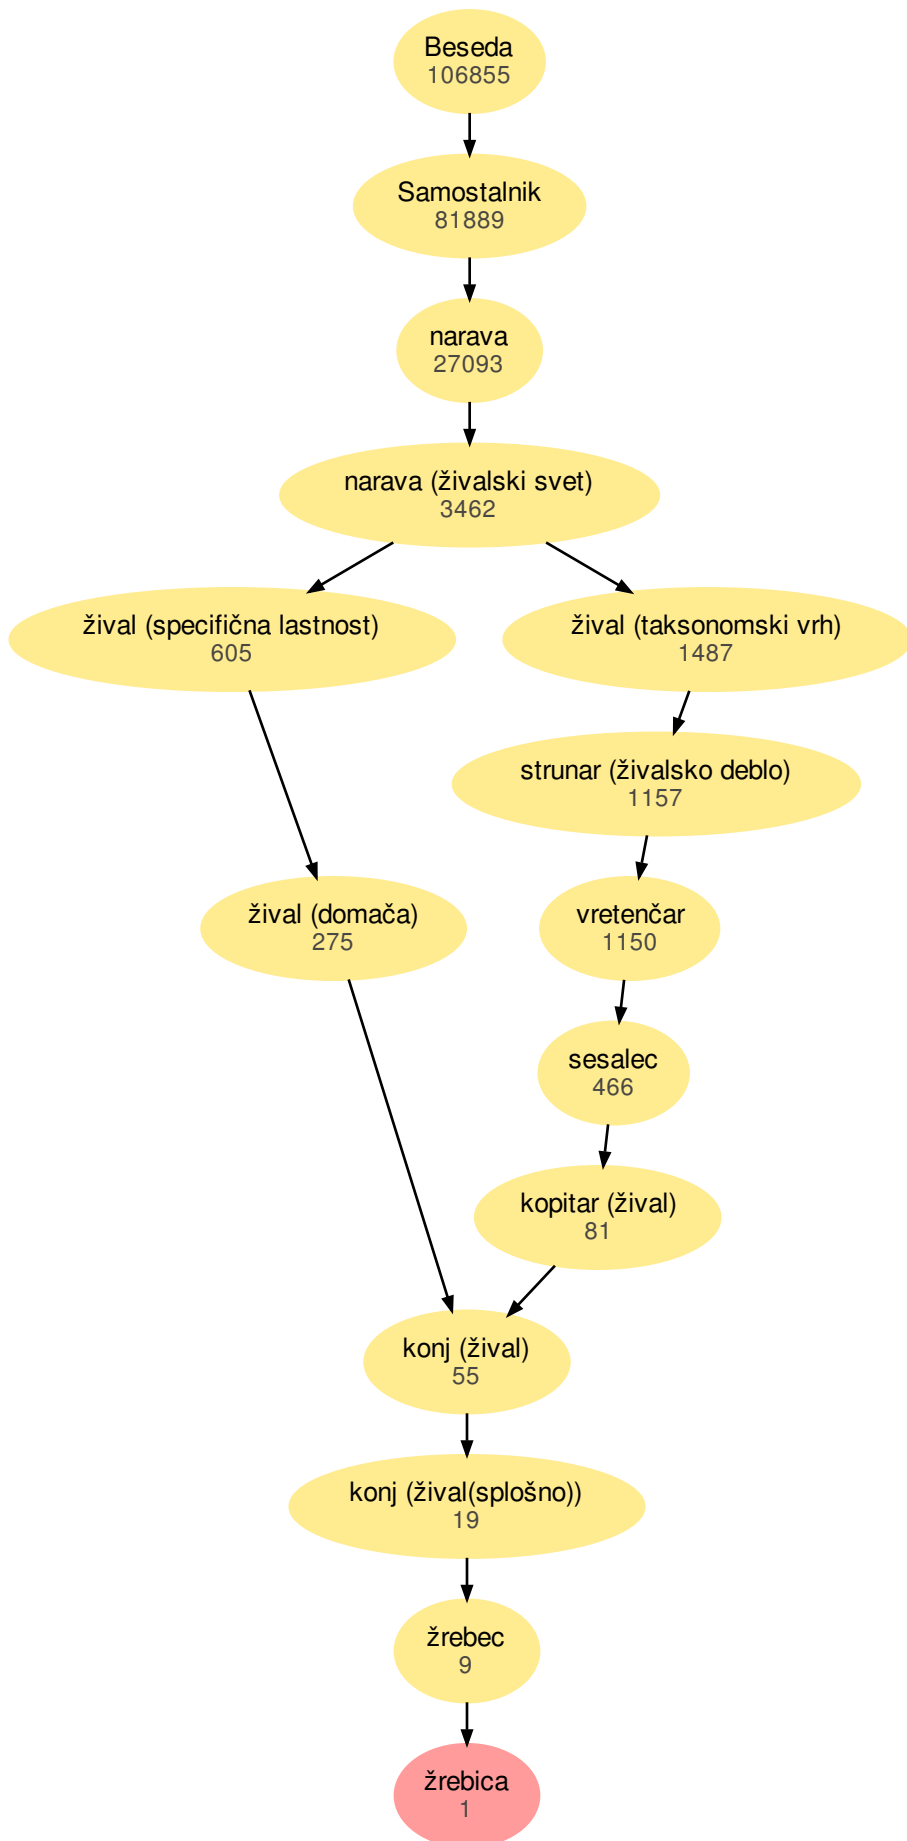 Beseda
106855
Samostalnik
81889
narava
27093
narava (živalski svet)
3462
žival (specifična lastnost)
605
žival (taksonomski vrh)
1487
strunar (živalsko deblo)
1157
žival (domača)
275
vretenčar
1150
sesalec
466
kopitar (žival)
81
konj (žival)
55
konj (žival(splošno))
19
žrebec
9
žrebica
1